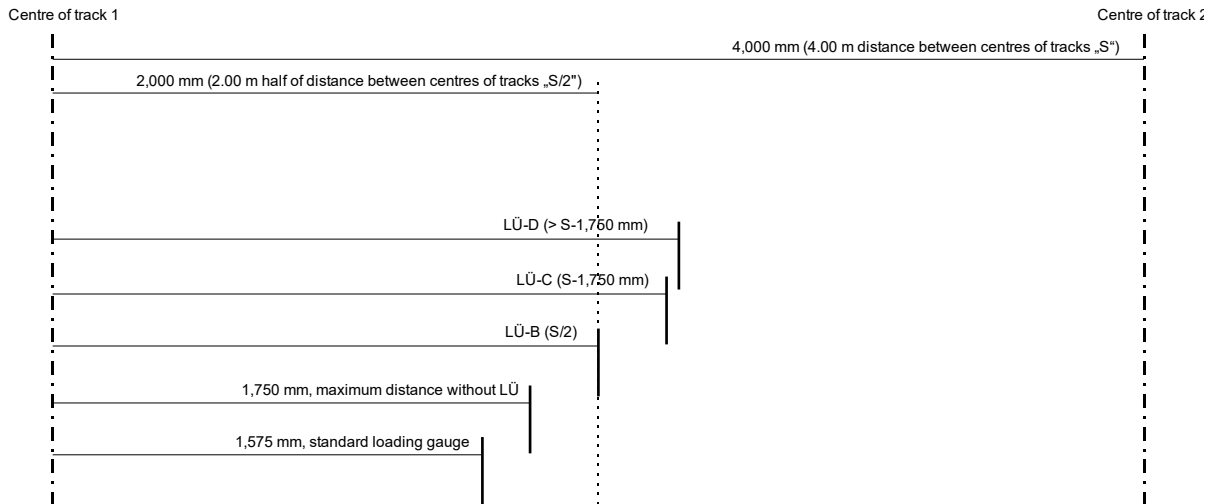 Centre of track 1
Centre of track 2
4,000 mm (4.00 m distance between centres of tracks „S“)
2,000 mm (2.00 m half of distance between centres of tracks „S/2")
LÜ-D (> S-1,750 mm)
LÜ-C (S-1,750 mm)
LÜ-B (S/2)
1,750 mm, maximum distance without LÜ
1,575 mm, standard loading gauge